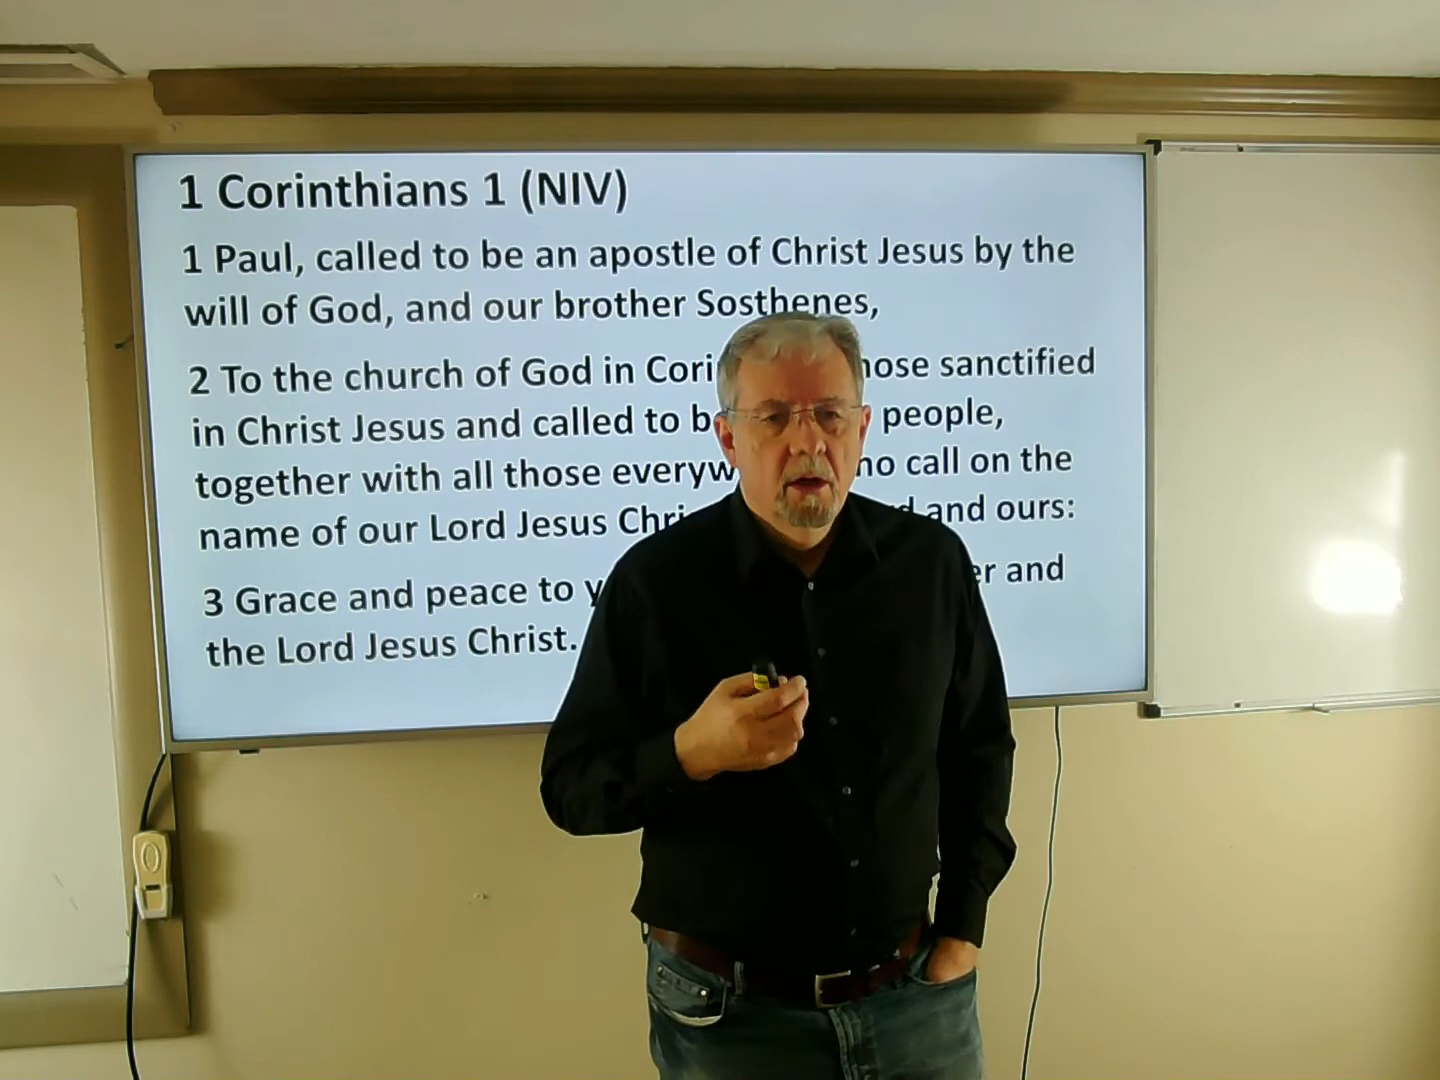 1 Corinthians 1 (NIV)
1 Paul, called to be an apostle of Christ Jesus by the
will of God, and our brother Sosthenes,
2 To the church of God in hose sanctified
in Christ Jesus and called to people,
together with all those call on the
name of our Lord Jesus and ours:
3 Grace and peace to and
the Lord Jesus Christ.